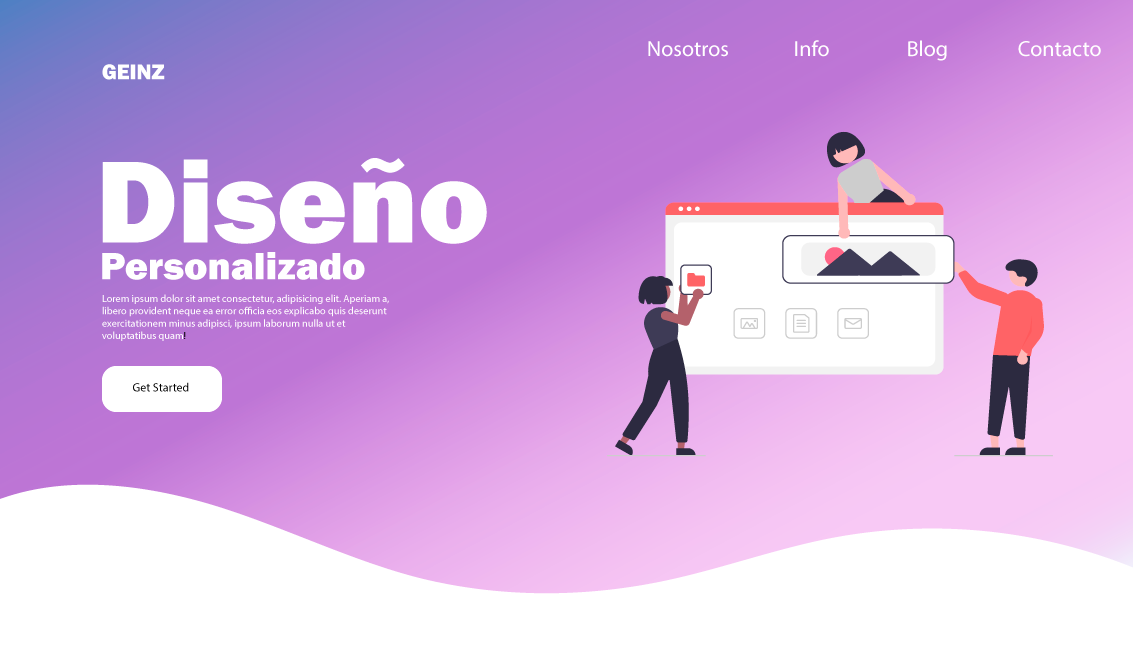 Nosotros Info Blog Contacto
GEINZ
Diseño
Personalizado
Lorem ipsum dolor sit amet consectetur, adipisicing elit. Aperiam a,
libero provident neque ea error officia eos explicabo quis deserunt
exercitationem minus adipisci, ipsum laborum nulla ut et
voluptatibus quam!
Get Started